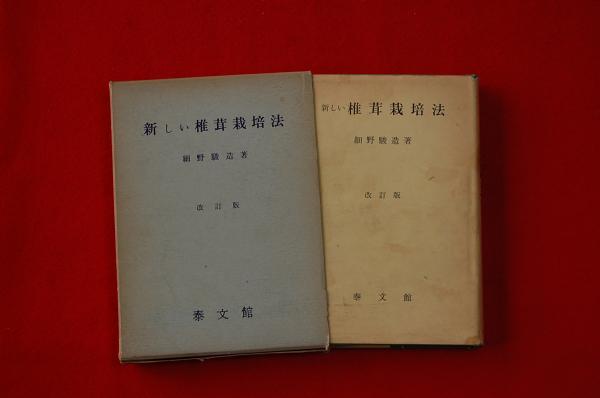 新しい椎茸栽培法
細野駿造著
改訂版
泰文館
新しい椎茸栽培法
細野駿造著
改訂版
泰文館